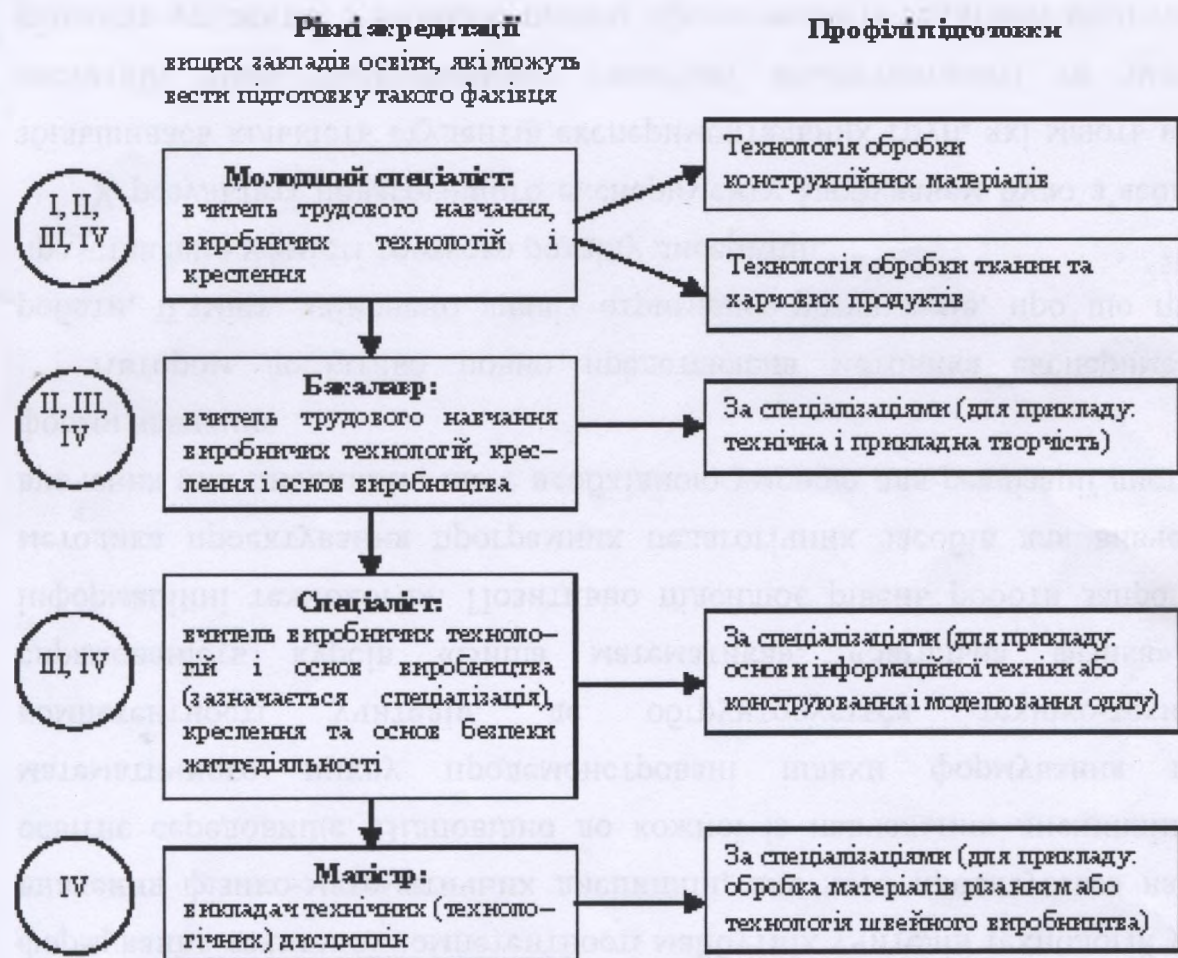 Рівні акредитації
вищих закладів освіти, які можуть
вести підготовку такого фахівця
Профілі підготовки
I, II,
III, IV
Молодший спеціаліст:
вчитель трудового навчання,
виробничих технологій і
креслення
Технологія обробки
конструкційних матеріалів
Технологія обробки тканин та
харчових продуктів
II, III,
IV
Бакалавр:
вчитель трудового навчання
виробничих технологій, крес–
лення і основ виробництва
За спеціалізаціями (для прикладу:
технічна і прикладна творчість)
III, IV
Спеціаліст:
вчитель виробничих техноло–
гій і основ виробництва
(зазначається спеціалізація),
креслення та основ безпеки
життєдіяльності
За спеціалізаціями (для прикладу:
основи інформаційної техніки або
конструювання і моделювання одягу)
IV
Магістр:
викладачі технічних (техноло–
гічних) дисциплін
За спеціалізаціями (для прикладу:
обробка матеріалів різанням або
технологія швейного виробництва)